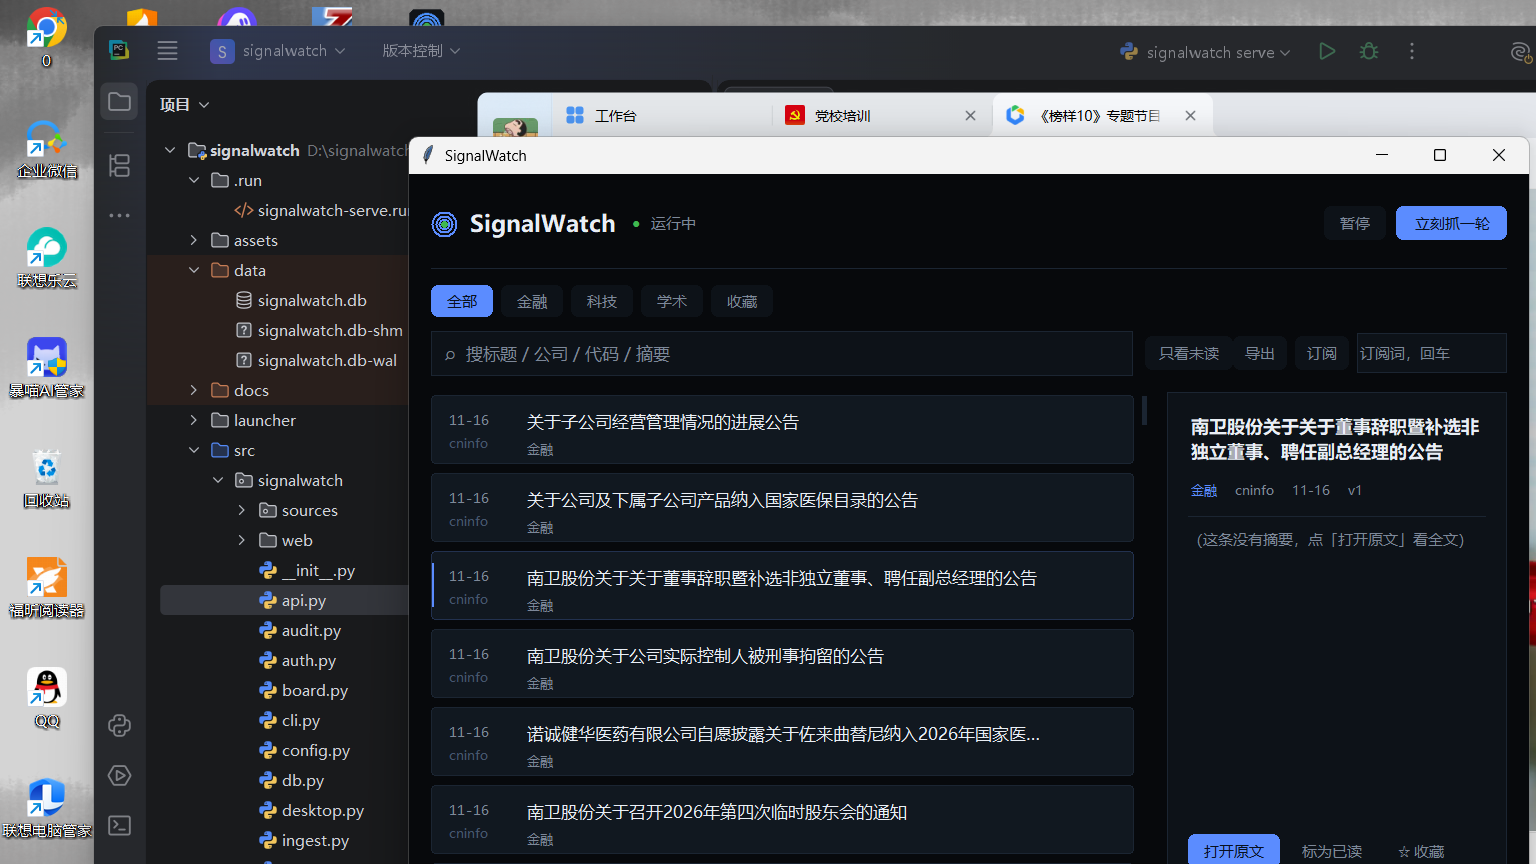 0
企业微信
联想乐云
暴喵AI管家
回收站
福昕阅读器
QQ
联想电脑管家
PC
S signalwatch
版本控制
signalwatch serve
项目
signalwatch D:\signalwatch
.run
signalwatch-serve.run
assets
data
signalwatch.db
signalwatch.db-shm
signalwatch.db-wal
docs
launcher
src
signalwatch
sources
web
__init__.py
api.py
audit.py
auth.py
board.py
cli.py
config.py
db.py
desktop.py
ingest.py
工作台
党校培训
《榜样10》专题节目
SignalWatch
SignalWatch
运行中
暂停
立刻抓一轮
全部
金融
科技
学术
收藏
搜标题 / 公司 / 代码 / 摘要
只看未读
导出
订阅
订阅词，回车
11-16
cninfo
关于子公司经营管理情况的进展公告
金融
11-16
cninfo
关于公司及下属子公司产品纳入国家医保目录的公告
金融
11-16
cninfo
南卫股份关于关于董事辞职暨补选非独立董事、聘任副总经理的公告
金融
11-16
cninfo
南卫股份关于公司实际控制人被刑事拘留的公告
金融
11-16
cninfo
诺诚健华医药有限公司自愿披露关于佐来曲替尼纳入2026年国家医...
金融
11-16
cninfo
南卫股份关于召开2026年第四次临时股东会的通知
金融
南卫股份关于关于董事辞职暨补选非
独立董事、聘任副总经理的公告
金融 cninfo 11-16 v1
(这条没有摘要，点「打开原文」看全文)
打开原文
标为已读
☆ 收藏